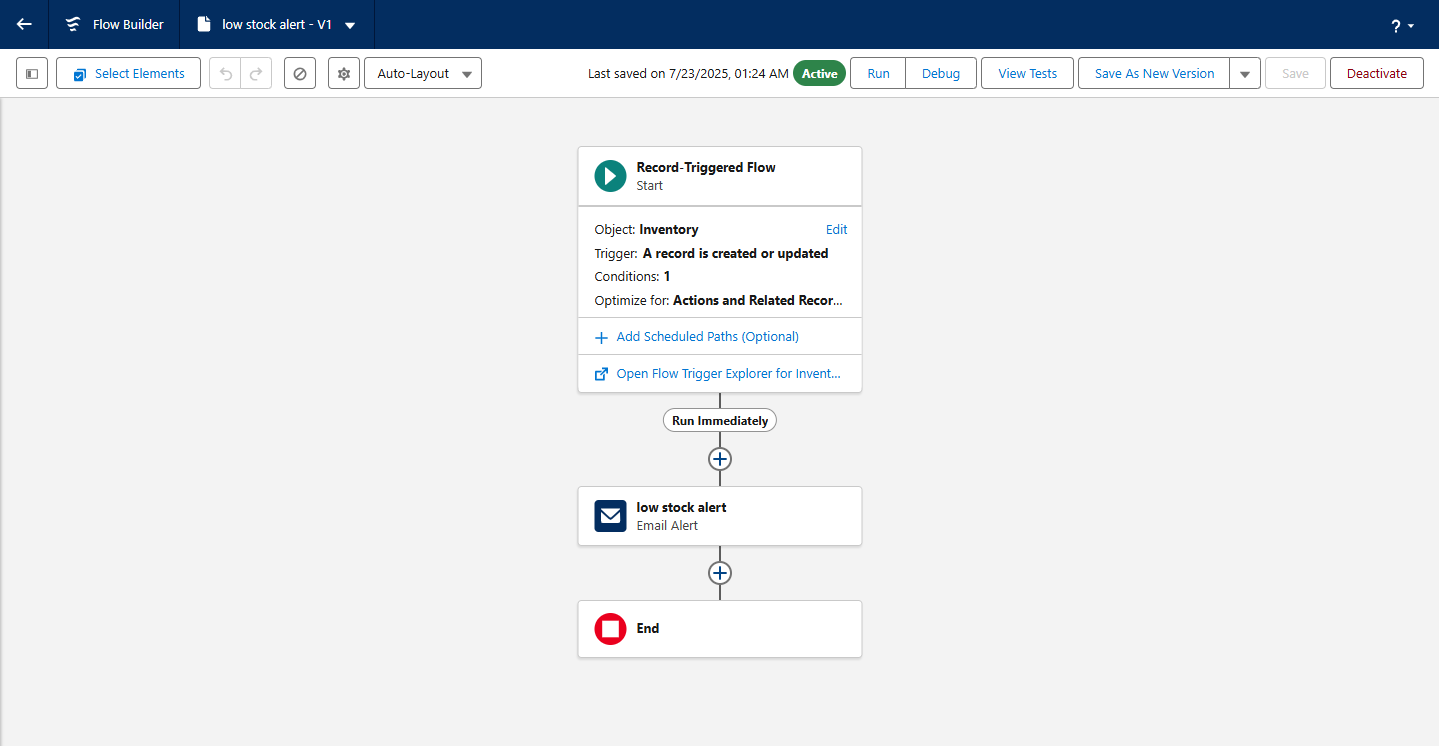 Flow Builder
low stock alert - V1
?
Select Elements
Auto-Layout
Last saved on 7/23/2025, 01:24 AM
Active
Run
Debug
View Tests
Save As New Version
Save
Deactivate
Record-Triggered Flow
Start
Object: Inventory
Edit
Trigger: A record is created or updated
Conditions: 1
Optimize for: Actions and Related Recor...
Add Scheduled Paths (Optional)
Open Flow Trigger Explorer for Invent...
Run Immediately
low stock alert
Email Alert
End